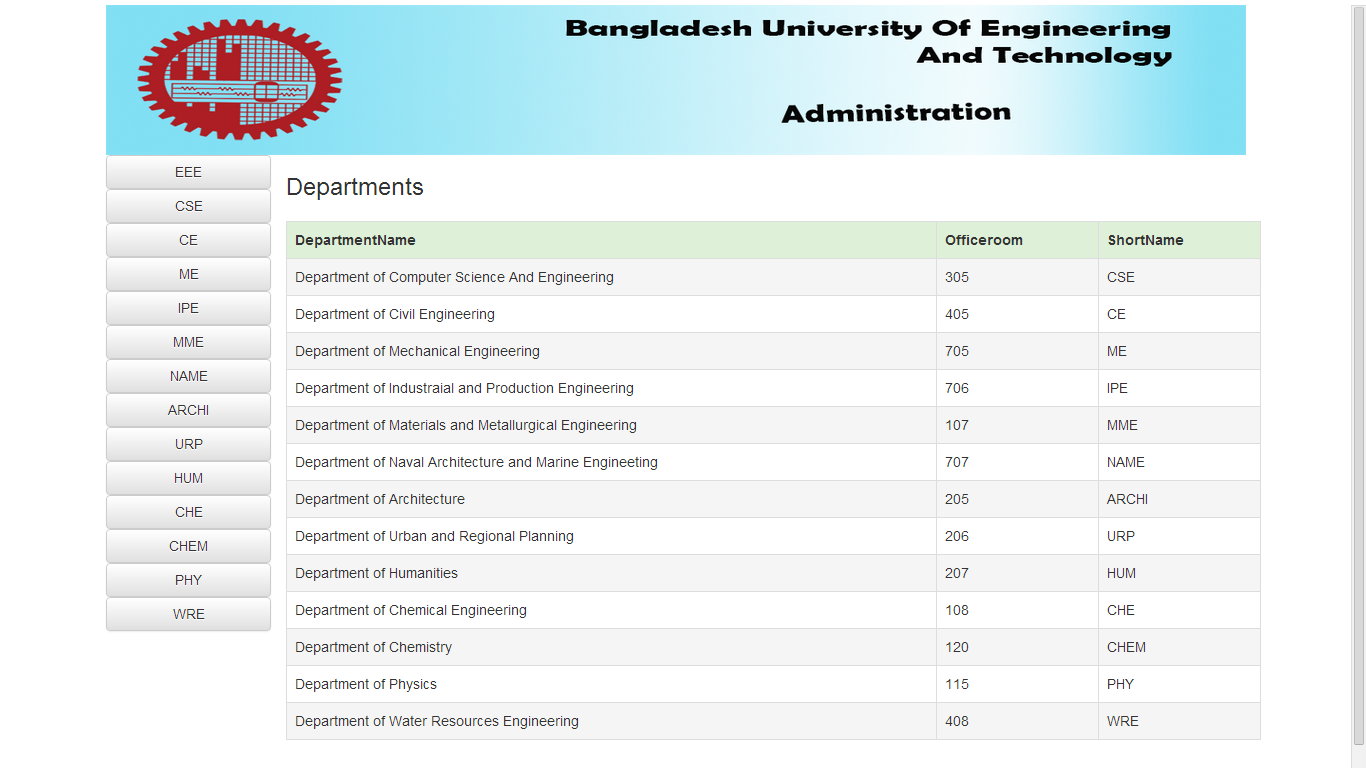 Bangladesh University Of Engineering
And Technology
Administration
EEE
CSE
CE
ME
IPE
MME
NAME
ARCHI
URP
HUM
CHE
CHEM
PHY
WRE
Departments
DepartmentName Officeroom ShortName
Department of Computer Science And Engineering 305 CSE
Department of Civil Engineering 405 CE
Department of Mechanical Engineering 705 ME
Department of Industraial and Production Engineering 706 IPE
Department of Materials and Metallurgical Engineering 107 MME
Department of Naval Architecture and Marine Engineeting 707 NAME
Department of Architecture 205 ARCHI
Department of Urban and Regional Planning 206 URP
Department of Humanities 207 HUM
Department of Chemical Engineering 108 CHE
Department of Chemistry 120 CHEM
Department of Physics 115 PHY
Department of Water Resources Engineering 408 WRE